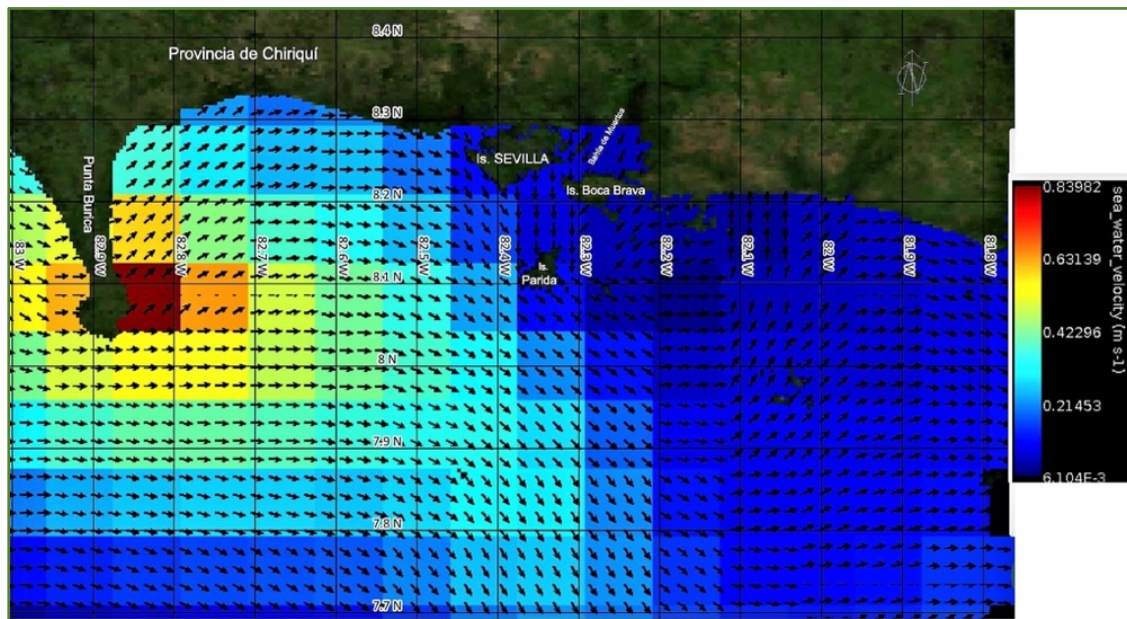 8.4 N
Provincia de Chiriquí
8.3 N
Bahía de Muertos
Is. SEVILLA
Punta Burica
Is. Boca Brava
8.2 N
83 W
82.9 W
82.8 W
82.7 W
82.6 W
82.5 W
82.4 W
82.3 W
82.2 W
82.1 W
82 W
81.9 W
81.8 W
Is.
Parida
8.1 N
8 N
7.9 N
7.8 N
7.7 N
0.83982
0.63139
0.42296
0.21453
6.104E-3
sea_water_velocity (m s-1)